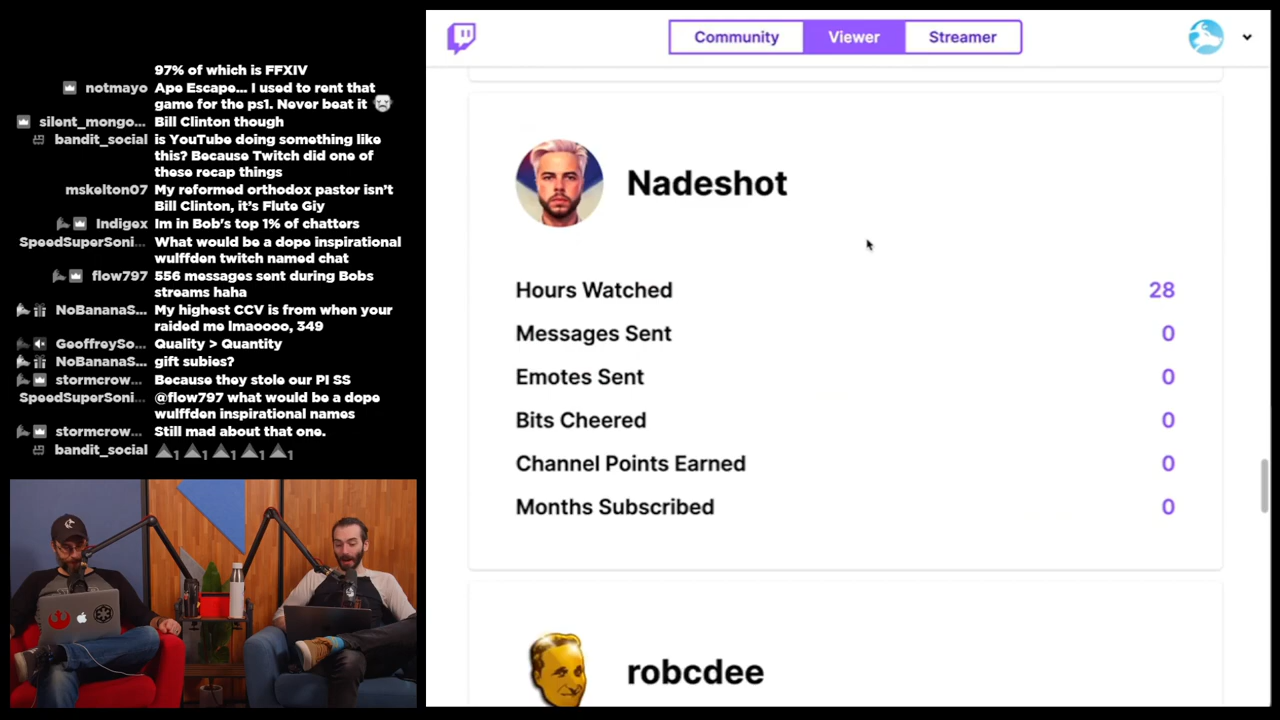 97% of which is FFXIV
notmayo Ape Escape... I used to rent that
game for the ps1. Never beat it
silent_mongo... Bill Clinton though
bandit_social is YouTube doing something like
this? Because Twitch did one of
these recap things
mskelton07 My reformed orthodox pastor isn't
Bill Clinton, it's Flute Giy
Indigex Im in Bob's top 1% of chatters
SpeedSuperSoni... What would be a dope inspirational
wulffden twitch named chat
flow797 556 messages sent during Bobs
streams haha
NoBananaS... My highest CCV is from when your
raided me lmaoooo, 349
GeoffreySo... Quality > Quantity
NoBananaS... gift subies?
stormcrow... Because they stole our PI SS
SpeedSuperSoni... @flow797 what would be a dope
wulffden inspirational names
stormcrow... Still mad about that one.
bandit_social 1 1 1 1 1
Community Viewer Streamer
Nadeshot
Hours Watched 28
Messages Sent 0
Emotes Sent 0
Bits Cheered 0
Channel Points Earned 0
Months Subscribed 0
robcdee